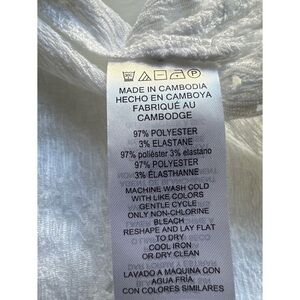 MADE IN CAMBODIA
HECHO EN CAMBOYA
FABRIQUÉ AU
CAMBODGE
97% POLYESTER
3% ELASTANE
97% poliéster 3% elastano
97% POLYESTER
3% ÉLASTHANNE
MACHINE WASH COLD
WITH LIKE COLORS
GENTLE CYCLE
ONLY NON-CHLORINE
BLEACH
RESHAPE AND LAY FLAT
TO DRY
COOL IRON
OR DRY CLEAN
LAVADO A MAQUINA CON
AGUA FRÍA
CON COLORES SIMILARES